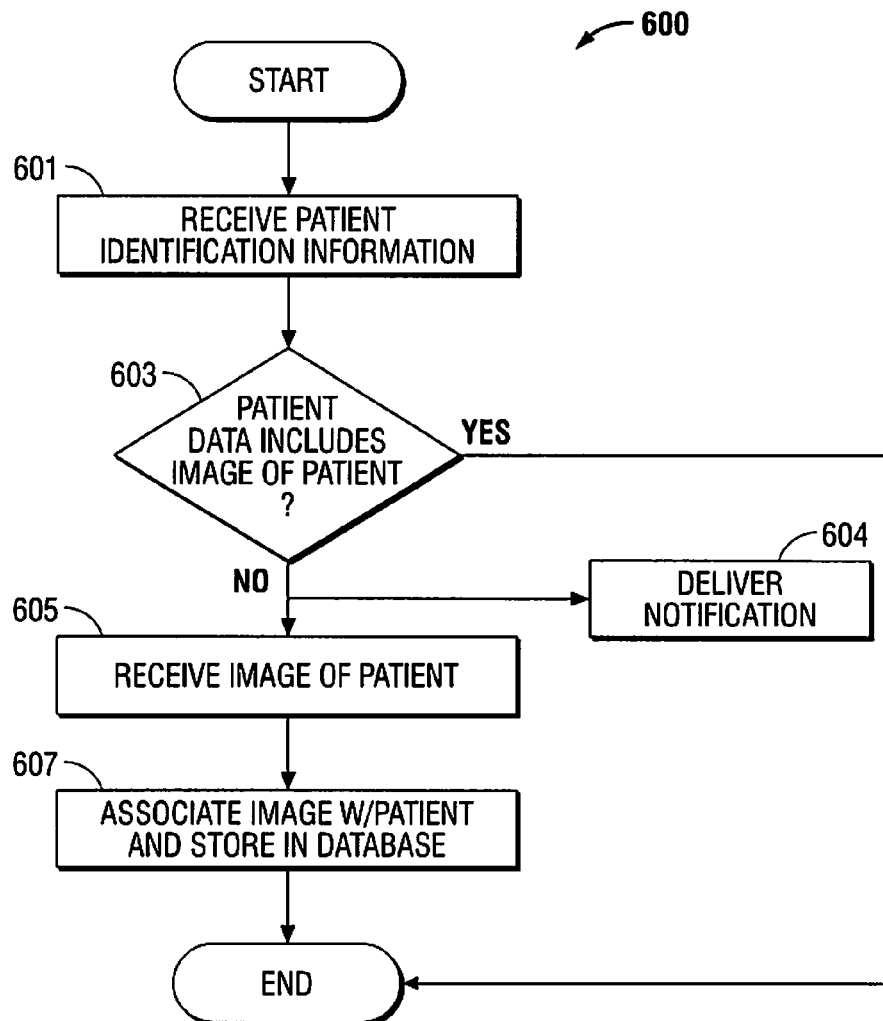 600
START
601
RECEIVE PATIENT
IDENTIFICATION INFORMATION
603
PATIENT
DATA INCLUDES
IMAGE OF PATIENT
?
YES
NO
604
DELIVER
NOTIFICATION
605
RECEIVE IMAGE OF PATIENT
607
ASSOCIATE IMAGE W/PATIENT
AND STORE IN DATABASE
END